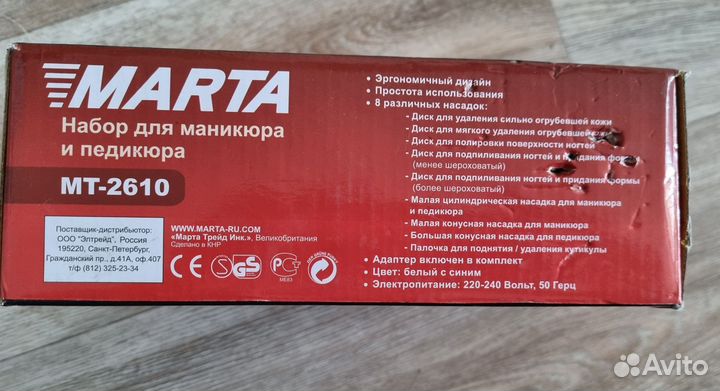 MARTA
Набор для маникюра
и педикюра
MT-2610
Поставщик-дистрибьютор:
ООО "Элтрейд", Россия
195220, Санкт-Петербург,
Гражданский пр., д.41А, оф.407
т/ф (812) 325-23-34
WWW.MARTA-RU.COM
«Марта Трейд Инк.», Великобритания
Сделано в КНР
CE
GS
РСТ
МЕ83
• Эргономичный дизайн
• Простота использования
• 8 различных насадок:
- Диск для удаления сильно огрубевшей кожи
- Диск для мягкого удаления огрубевшей кожи
- Диск для полировки поверхности ногтей
- Диск для подпиливания ногтей и придания формы
(менее шероховатый)
- Диск для подпиливания ногтей и придания формы
(более шероховатый)
- Малая цилиндрическая насадка для маникюра
и педикюра
- Малая конусная насадка для маникюра
- Большая конусная насадка для педикюра
- Палочка для поднятия / удаления кутикулы
• Адаптер включен в комплект
• Цвет: белый с синим
• Электропитание: 220-240 Вольт, 50 Герц
Avito